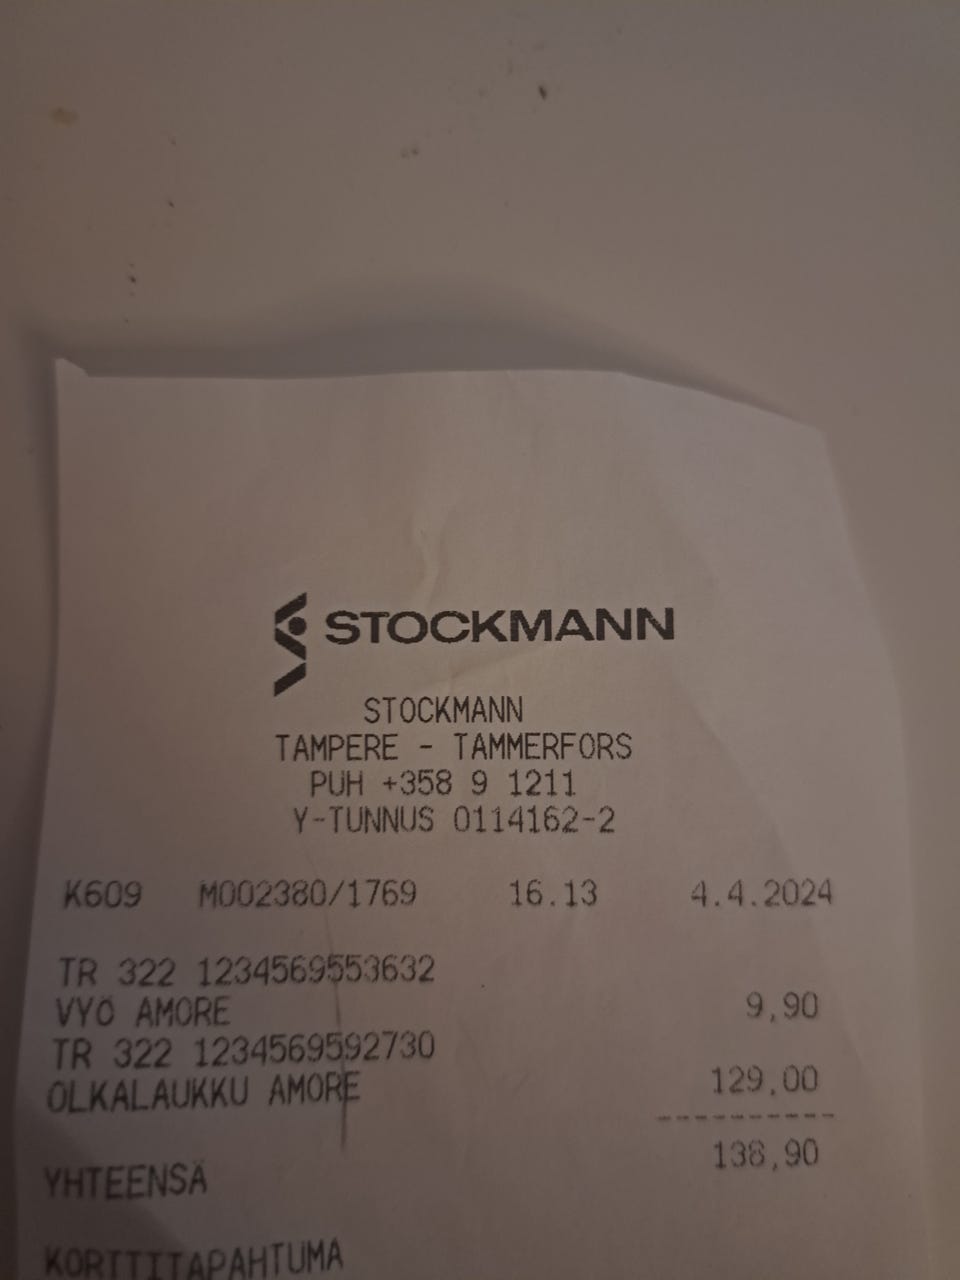 STOCKMANN
STOCKMANN
TAMPERE - TAMMERFORS
PUH +358 9 1211
Y-TUNNUS 0114162-2
K609 M002380/1769 16.13 4.4.2024
TR 322 1234569553632
VYÖ AMORE 9,90
TR 322 1234569592730
OLKALAUKKU AMORE 129,00
138,90
YHTEENSÄ
KORTTITAPAHTUMA